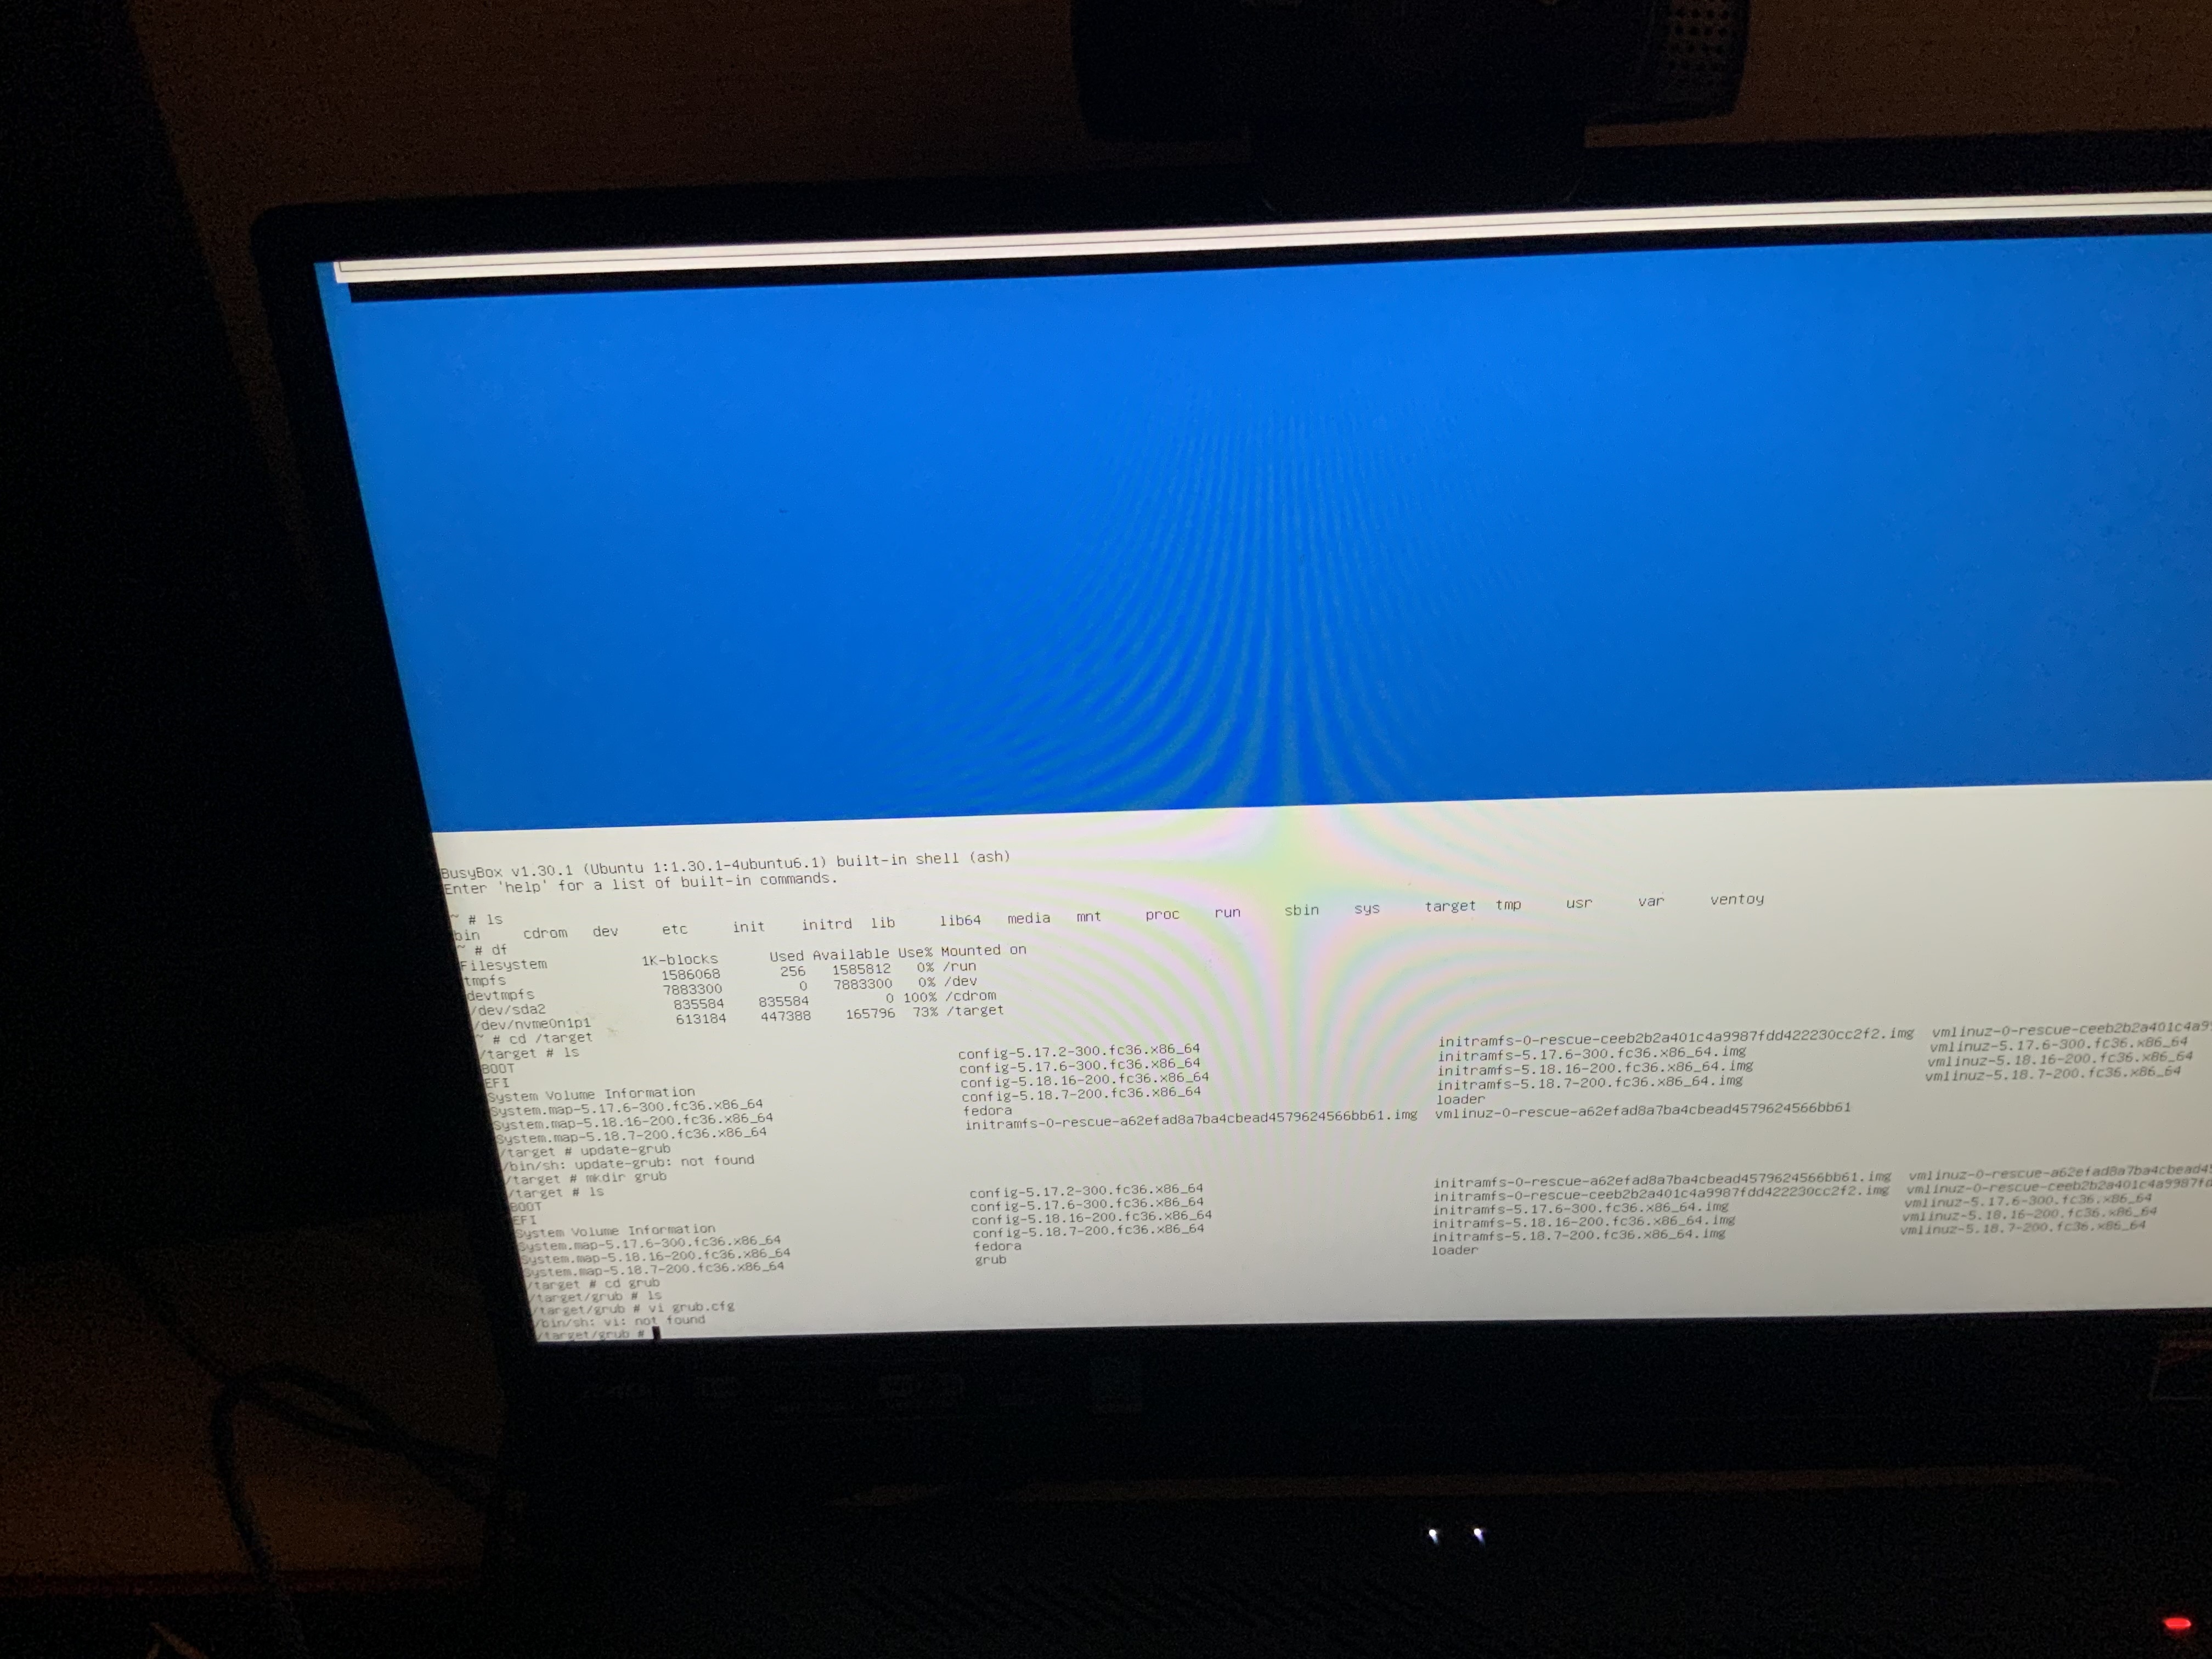 BusyBox v1.30.1 (Ubuntu 1:1.30.1-4ubuntu6.1) built-in shell (ash)
Enter 'help' for a list of built-in commands.
~ # ls
bin cdrom dev etc init initrd lib lib64 media mnt proc run sbin sys target tmp usr var ventoy
~ # df
Filesystem 1K-blocks Used Available Use% Mounted on
tmpfs 1586068 256 1585812 0% /run
devtmpfs 7883300 0 7883300 0% /dev
/dev/sda2 835584 835584 0 100% /cdrom
/dev/nvme0n1p1 613184 447388 165796 73% /target
~ # cd /target
/target # ls
BOOT config-5.17.2-300.fc36.x86_64 initramfs-0-rescue-ceeb2b2a401c4a9987fdd422230cc2f2.img vmlinuz-0-rescue-ceeb2b2a401c4a9
EFI config-5.17.6-300.fc36.x86_64 initramfs-5.17.6-300.fc36.x86_64.img vmlinuz-5.17.6-300.fc36.x86_64
System Volume Information config-5.18.16-200.fc36.x86_64 initramfs-5.18.16-200.fc36.x86_64.img vmlinuz-5.18.16-200.fc36.x86_64
System.map-5.17.6-300.fc36.x86_64 config-5.18.7-200.fc36.x86_64 initramfs-5.18.7-200.fc36.x86_64.img vmlinuz-5.18.7-200.fc36.x86_64
System.map-5.18.16-200.fc36.x86_64 fedora loader
System.map-5.18.7-200.fc36.x86_64 initramfs-0-rescue-a62efad8a7ba4cbead4579624566bb61.img vmlinuz-0-rescue-a62efad8a7ba4cbead4579624566bb61
/target # update-grub
/bin/sh: update-grub: not found
/target # mkdir grub
/target # ls
BOOT config-5.17.2-300.fc36.x86_64 initramfs-0-rescue-a62efad8a7ba4cbead4579624566bb61.img vmlinuz-0-rescue-a62efad8a7ba4cbead4
EFI config-5.17.6-300.fc36.x86_64 initramfs-0-rescue-ceeb2b2a401c4a9987fdd422230cc2f2.img vmlinuz-0-rescue-ceeb2b2a401c4a9987fd
System Volume Information config-5.18.16-200.fc36.x86_64 initramfs-5.17.6-300.fc36.x86_64.img vmlinuz-5.17.6-300.fc36.x86_64
System.map-5.17.6-300.fc36.x86_64 config-5.18.7-200.fc36.x86_64 initramfs-5.18.16-200.fc36.x86_64.img vmlinuz-5.18.16-200.fc36.x86_64
System.map-5.18.16-200.fc36.x86_64 fedora initramfs-5.18.7-200.fc36.x86_64.img vmlinuz-5.18.7-200.fc36.x86_64
System.map-5.18.7-200.fc36.x86_64 grub loader
/target # cd grub
/target/grub # ls
/target/grub # vi grub.cfg
/bin/sh: vi: not found
/target/grub #